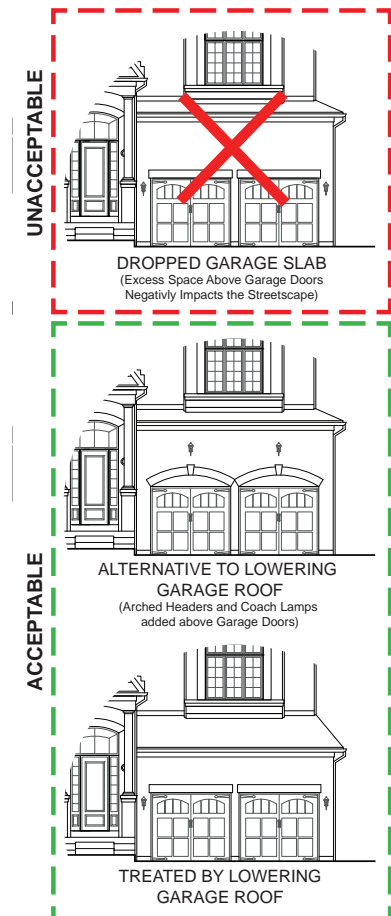 UNACCEPTABLE
DROPPED GARAGE SLAB
(Excess Space Above Garage Doors
Negativly Impacts the Streetscape)
ACCEPTABLE
ALTERNATIVE TO LOWERING
GARAGE ROOF
(Arched Headers and Coach Lamps
added above Garage Doors)
TREATED BY LOWERING
GARAGE ROOF